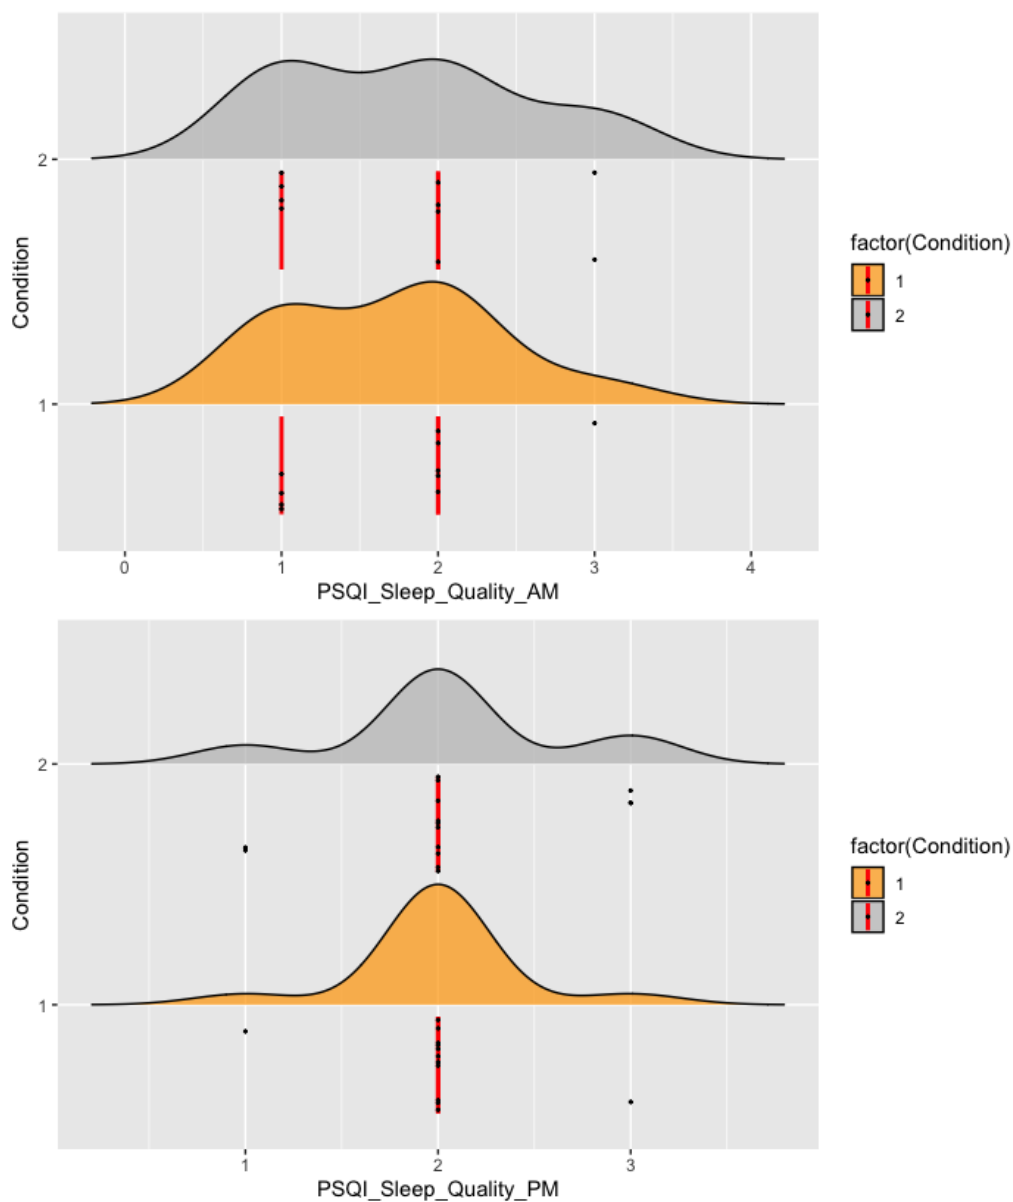 2
1
Condition
0 1 2 3 4
PSQI_Sleep_Quality_AM
factor(Condition)
1
2
2
1
Condition
1 2 3
PSQI_Sleep_Quality_PM
factor(Condition)
1
2